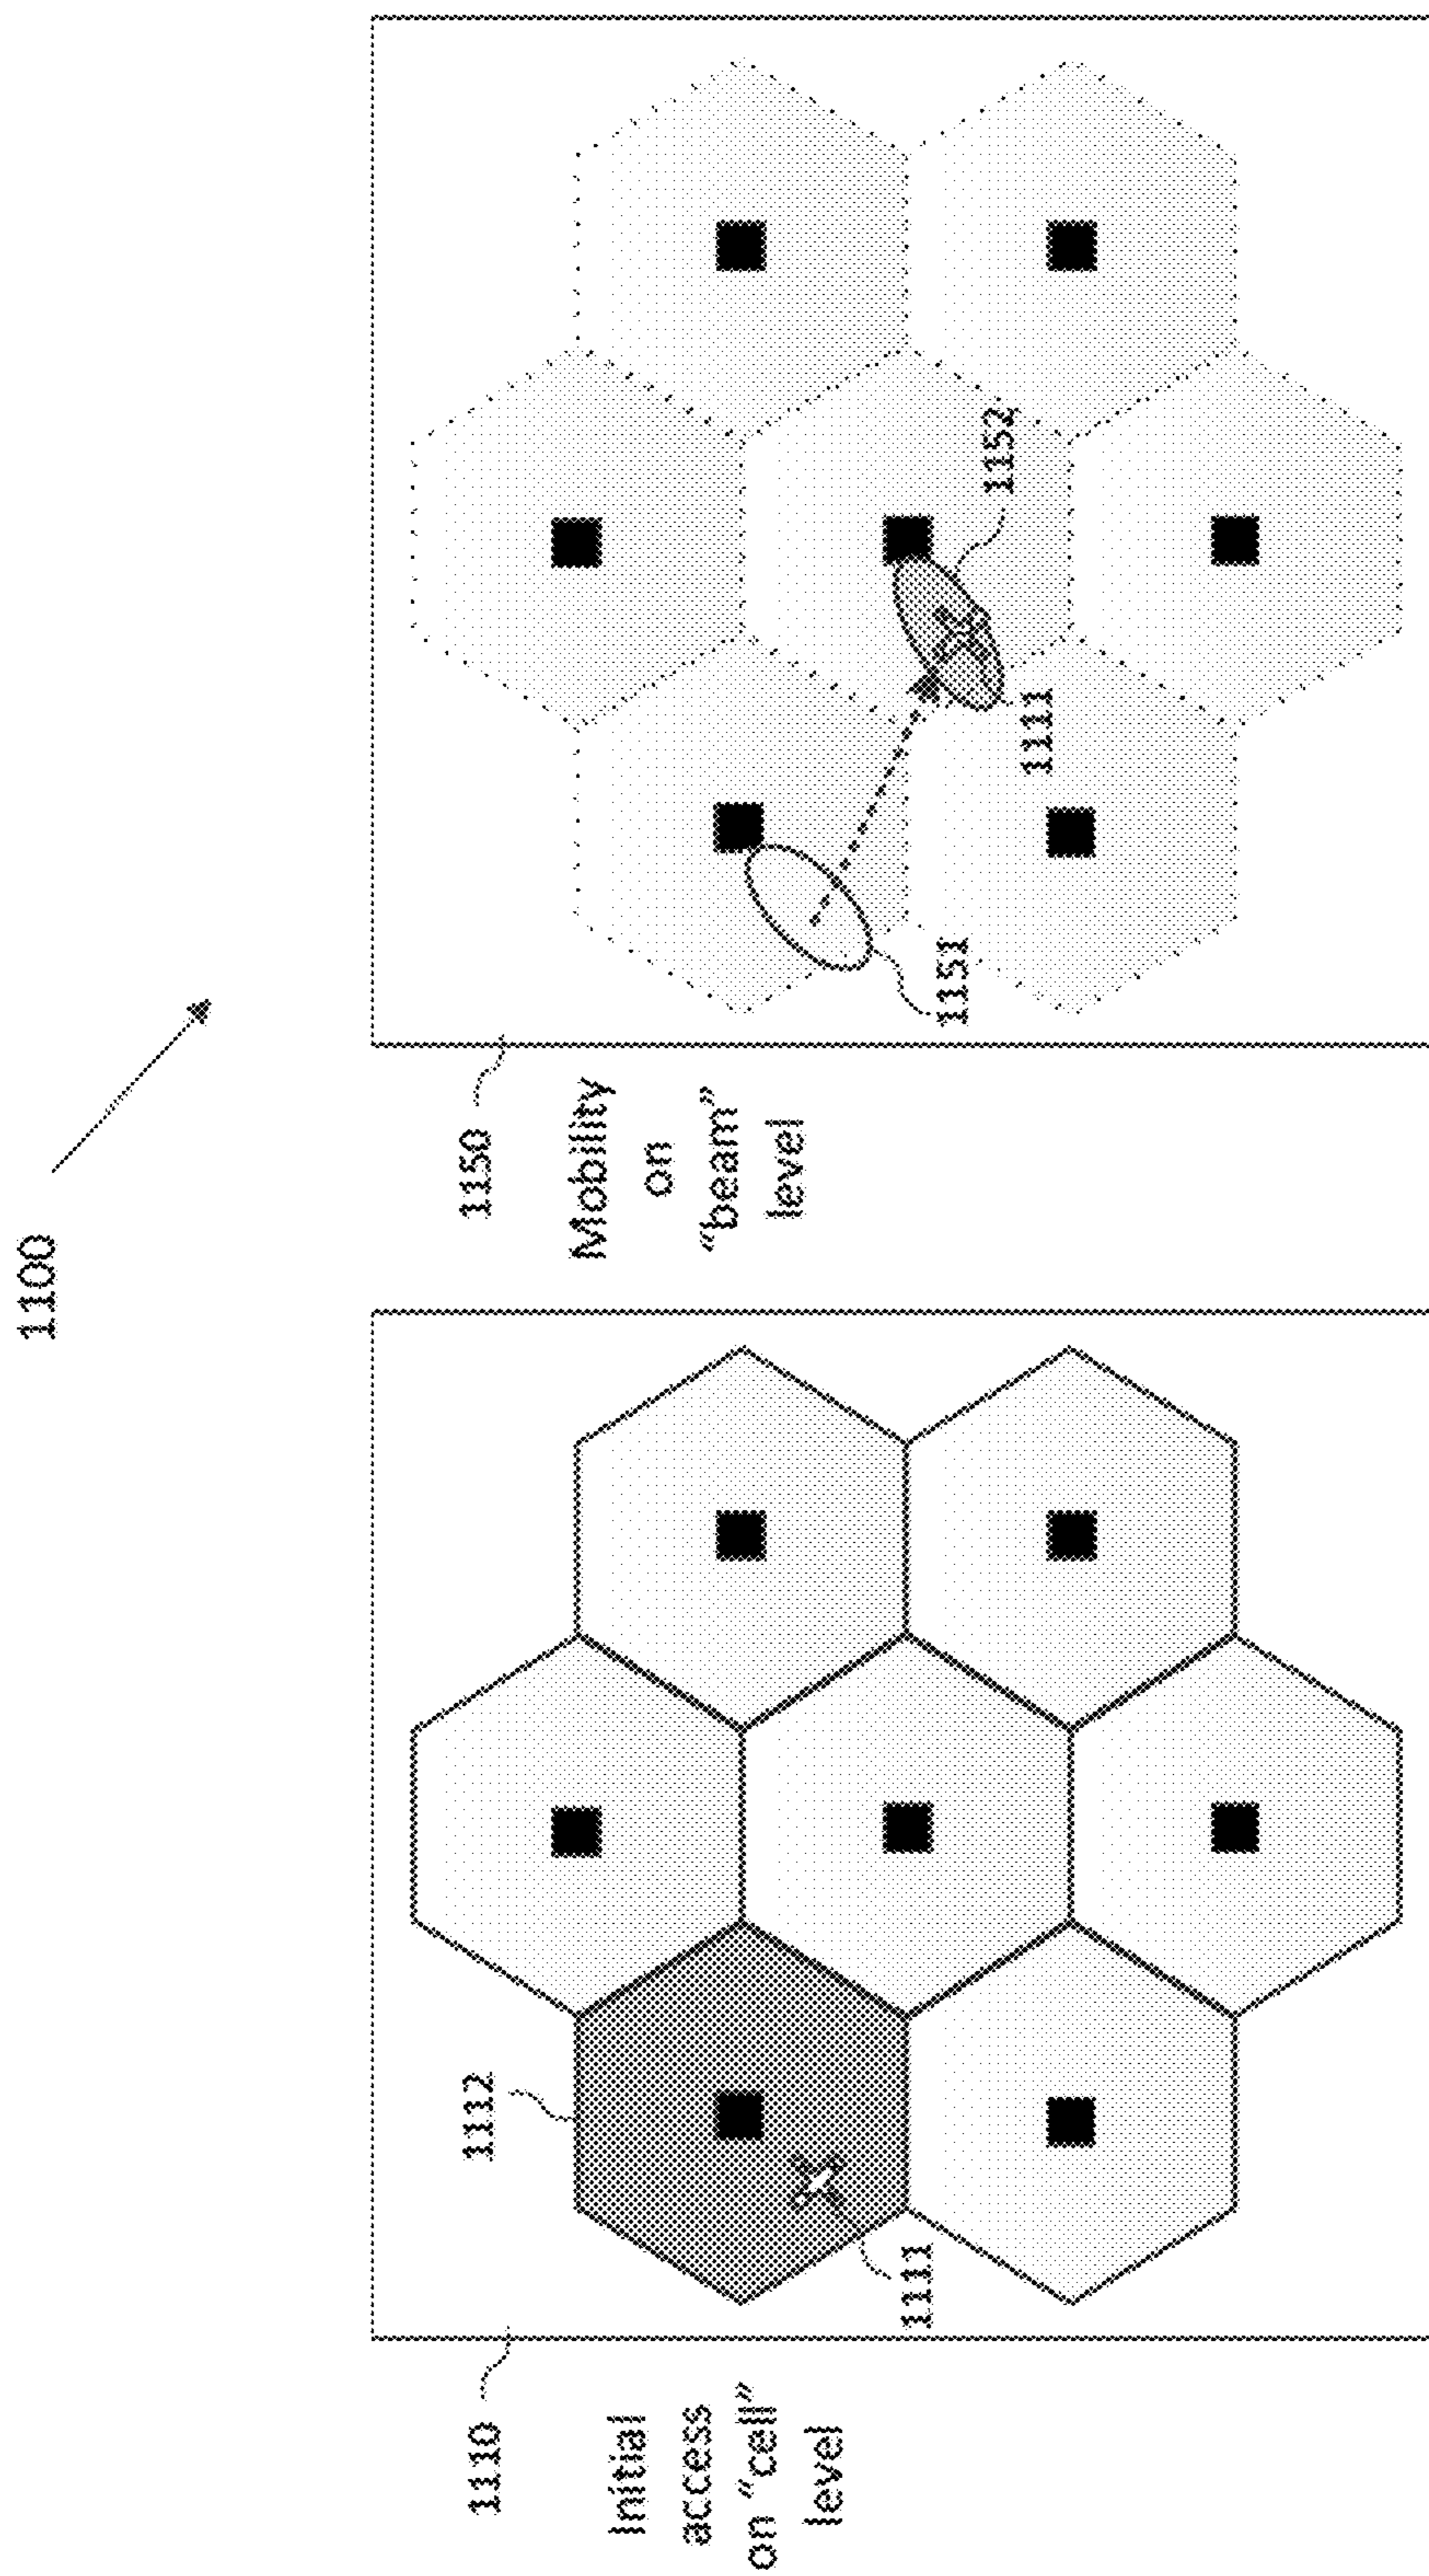 1100
1110
Initial
access
on “cell”
level
1112
1111
1150
Mobility
on
“beam”
level
1151
1152
1111